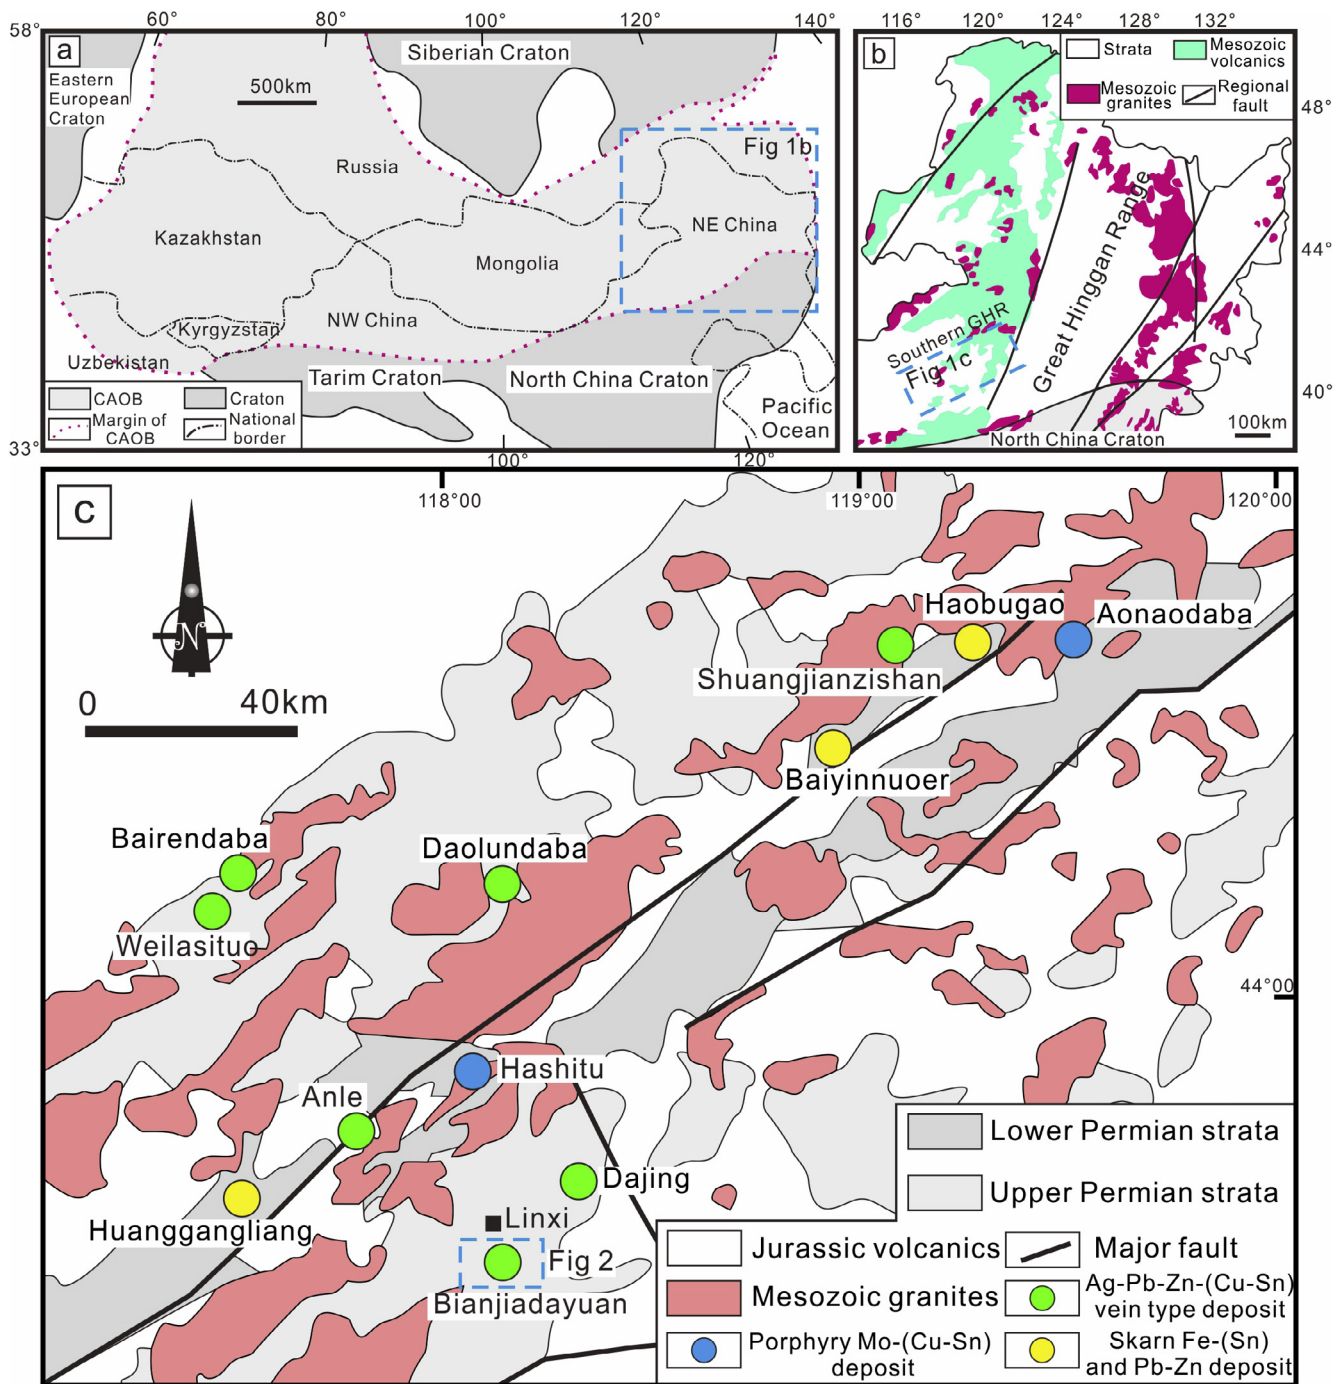 60°
80°
100°
120°
140°
58°
33°
100°
120°
a
Siberian Craton
Eastern
European
Craton
500km
Russia
Fig 1b
Kazakhstan
NE China
Mongolia
Kyrgyzstan
NW China
Uzbekistan
Tarim Craton
North China Craton
Pacific
Ocean
CAOB
Craton
Margin of
CAOB
National
border
116°
120°
124°
128°
132°
48°
44°
40°
b
Strata
Mesozoic
volcanics
Mesozoic
granites
Regional
fault
Great Hinggan Range
Southern GHR
Fig 1c
North China Craton
100km
c
118°00
119°00
120°00
44°00
N
0
40km
Haobugao
Aonaodaba
Shuangjianzishan
Baiyinnuoer
Bairendaba
Daolundaba
Weilasituo
Hashitu
Anle
Dajing
Huanggangliang
Linxi
Fig 2
Bianjiadayuan
Lower Permian strata
Upper Permian strata
Jurassic volcanics
Major fault
Mesozoic granites
Ag-Pb-Zn-(Cu-Sn)
vein type deposit
Porphyry Mo-(Cu-Sn)
deposit
Skarn Fe-(Sn)
and Pb-Zn deposit